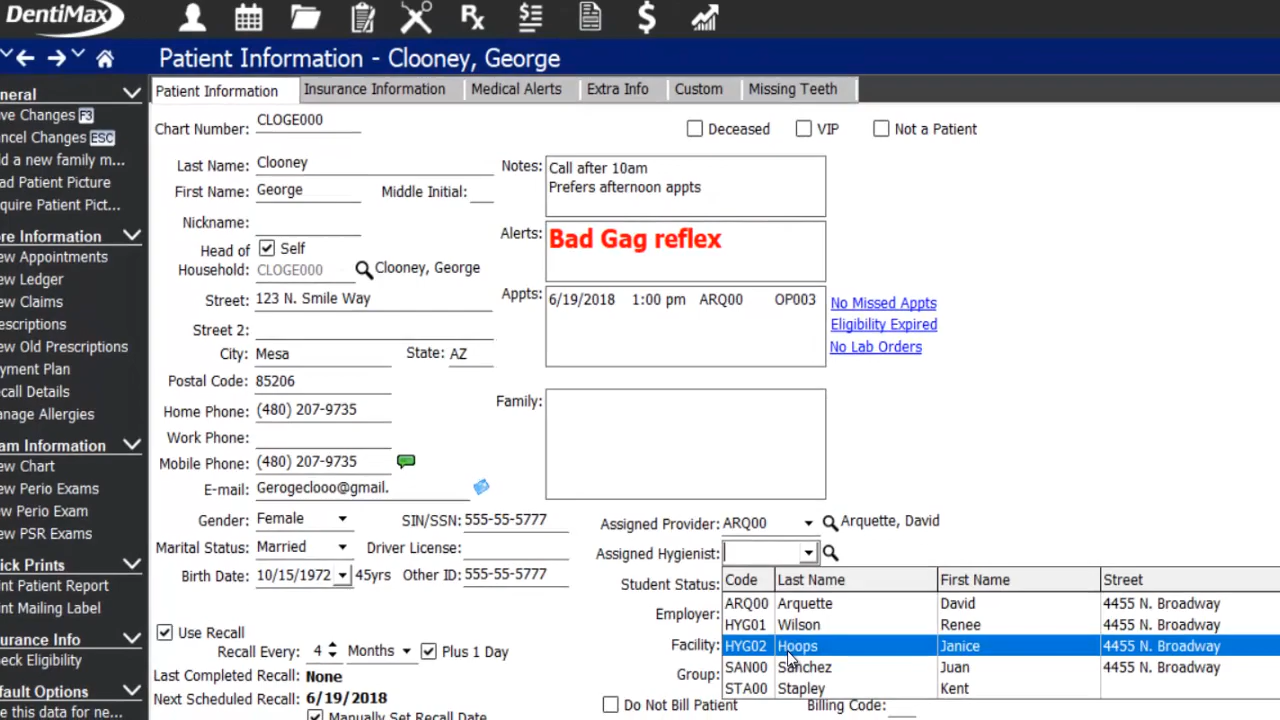 DentiMax
Patient Information - Clooney, George
eneral
ve Changes F3
ancel Changes ESC
d a new family m...
ad Patient Picture
quire Patient Pict...
re Information
ew Appointments
ew Ledger
ew Claims
escriptions
ew Old Prescriptions
yment Plan
ecall Details
anage Allergies
am Information
ew Chart
ew Perio Exams
ew Perio Exam
ew PSR Exams
ick Prints
int Patient Report
int Mailing Label
surance Info
eck Eligibility
fault Options
e this data for ne...
Patient Information Insurance Information Medical Alerts Extra Info Custom Missing Teeth
Chart Number: CLOGE000
Deceased VIP Not a Patient
Last Name: Clooney
First Name: George Middle Initial:
Nickname:
Head of Household: Self
CLOGE000 Clooney, George
Street: 123 N. Smile Way
Street 2:
City: Mesa State: AZ
Postal Code: 85206
Home Phone: (480) 207-9735
Work Phone:
Mobile Phone: (480) 207-9735
E-mail: Gerogeclooo@gmail.
Gender: Female SIN/SSN: 555-55-5777
Marital Status: Married Driver License:
Birth Date: 10/15/1972 45yrs Other ID: 555-55-5777
Use Recall
Recall Every: 4 Months Plus 1 Day
Last Completed Recall: None
Next Scheduled Recall: 6/19/2018
Manually Set Recall Date
Notes: Call after 10am
Prefers afternoon appts
Alerts: Bad Gag reflex
Appts: 6/19/2018 1:00 pm ARQ00 OP003
No Missed Appts
Eligibility Expired
No Lab Orders
Family:
Assigned Provider: ARQ00 Arquette, David
Assigned Hygienist:
Student Status:
Employer:
Facility:
Group:
Code Last Name First Name Street
ARQ00 Arquette David 4455 N. Broadway
HYG01 Wilson Renee 4455 N. Broadway
HYG02 Hoops Janice 4455 N. Broadway
SAN00 Sanchez Juan 4455 N. Broadway
STA00 Stapley Kent
Do Not Bill Patient Billing Code: